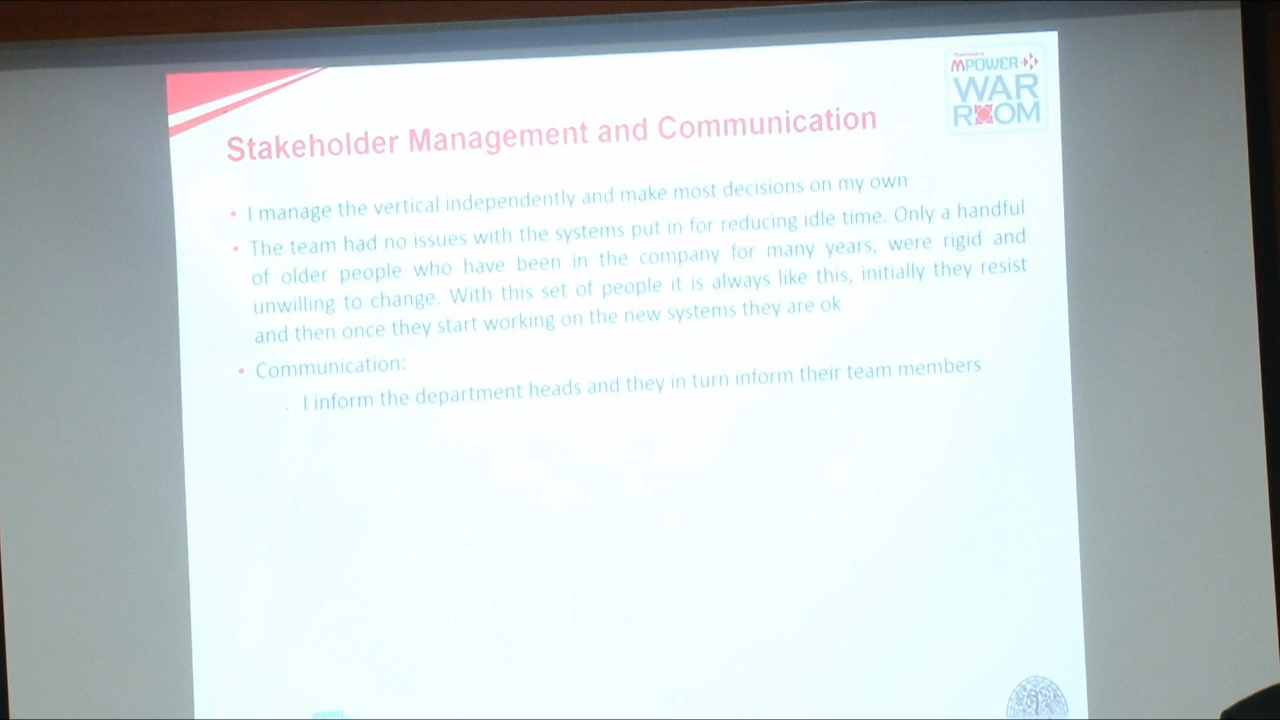 Mahindra
MPOWER
WAR
ROOM
Stakeholder Management and Communication
• I manage the vertical independently and make most decisions on my own
• The team had no issues with the systems put in for reducing idle time. Only a handful
of older people who have been in the company for many years, were rigid and
unwilling to change. With this set of people it is always like this, initially they resist
and then once they start working on the new systems they are ok
• Communication:
. I inform the department heads and they in turn inform their team members